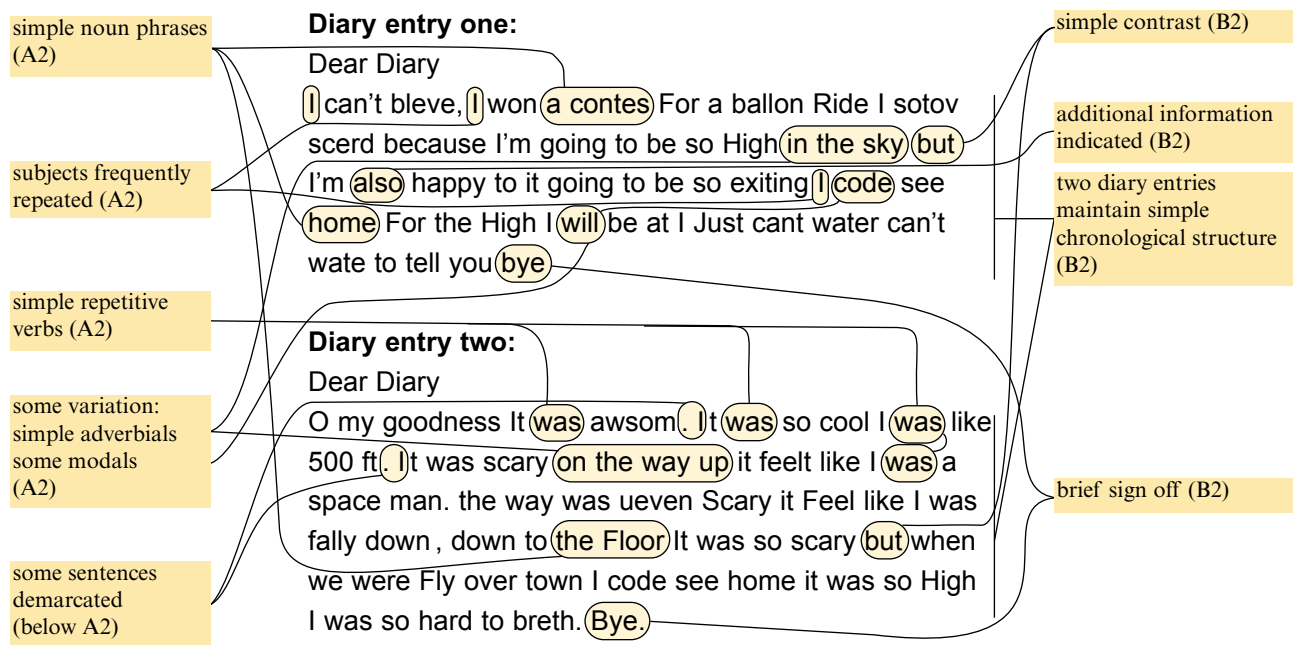 simple noun phrases
(A2)
subjects frequently
repeated (A2)
simple repetitive
verbs (A2)
some variation:
simple adverbials
some modals
(A2)
some sentences
demarcated
(below A2)
Diary entry one:
Dear Diary
I can't bleve, I won a contes For a ballon Ride I sotov
scerd because I'm going to be so High in the sky but
I'm also happy to it going to be so exiting I code see
home For the High I will be at I Just cant water can't
wate to tell you bye
Diary entry two:
Dear Diary
O my goodness It was awsom. It was so cool I was like
500 ft. It was scary on the way up it feelt like I was a
space man. the way was ueven Scary it Feel like I was
fally down , down to the Floor It was so scary but when
we were Fly over town I code see home it was so High
I was so hard to breth. Bye.
simple contrast (B2)
additional information
indicated (B2)
two diary entries
maintain simple
chronological structure
(B2)
brief sign off (B2)